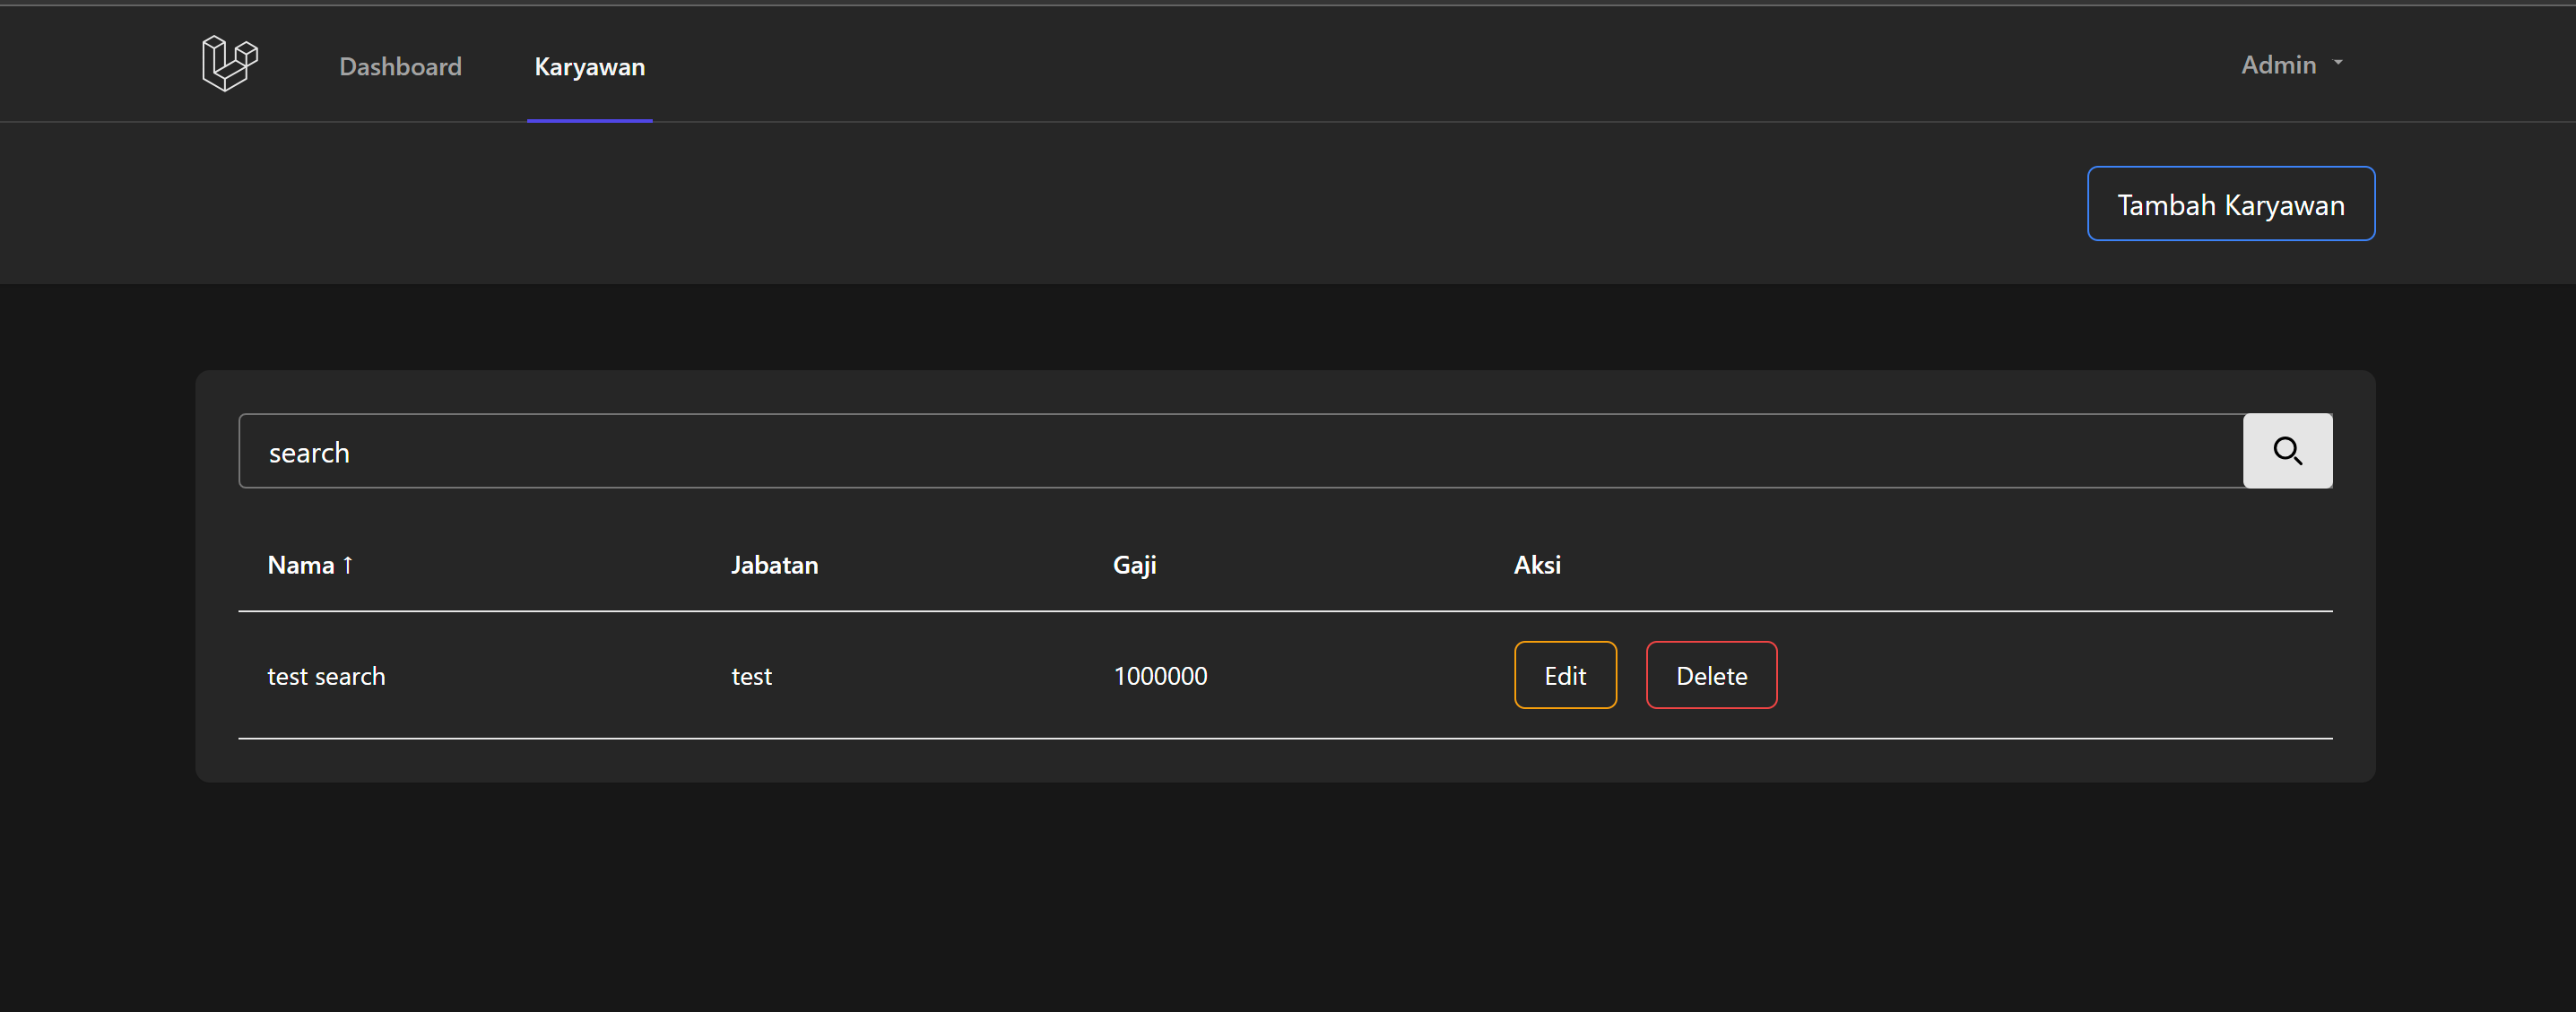 Dashboard Karyawan Admin
Tambah Karyawan
search
Nama ↑ Jabatan Gaji Aksi
test search test 1000000 Edit Delete